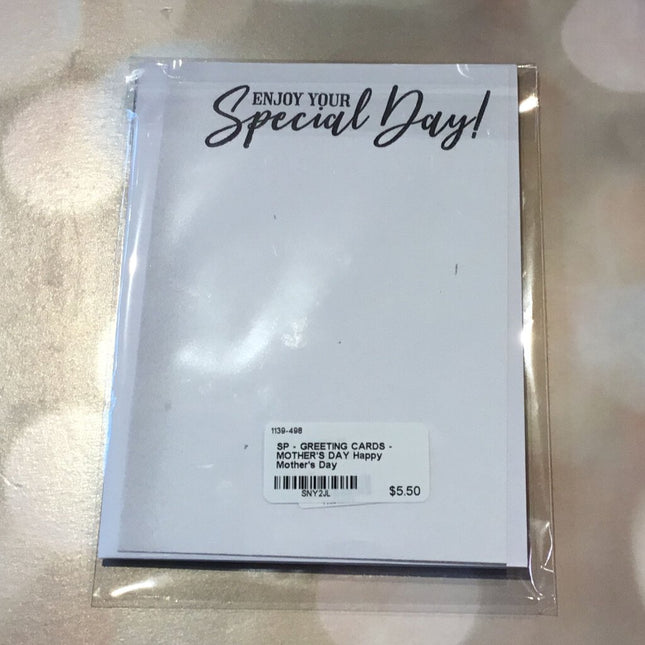 ENJOY YOUR
Special Day!
1139-498
SP - GREETING CARDS -
MOTHER'S DAY Happy
Mother's Day
SNY2JL
$5.50